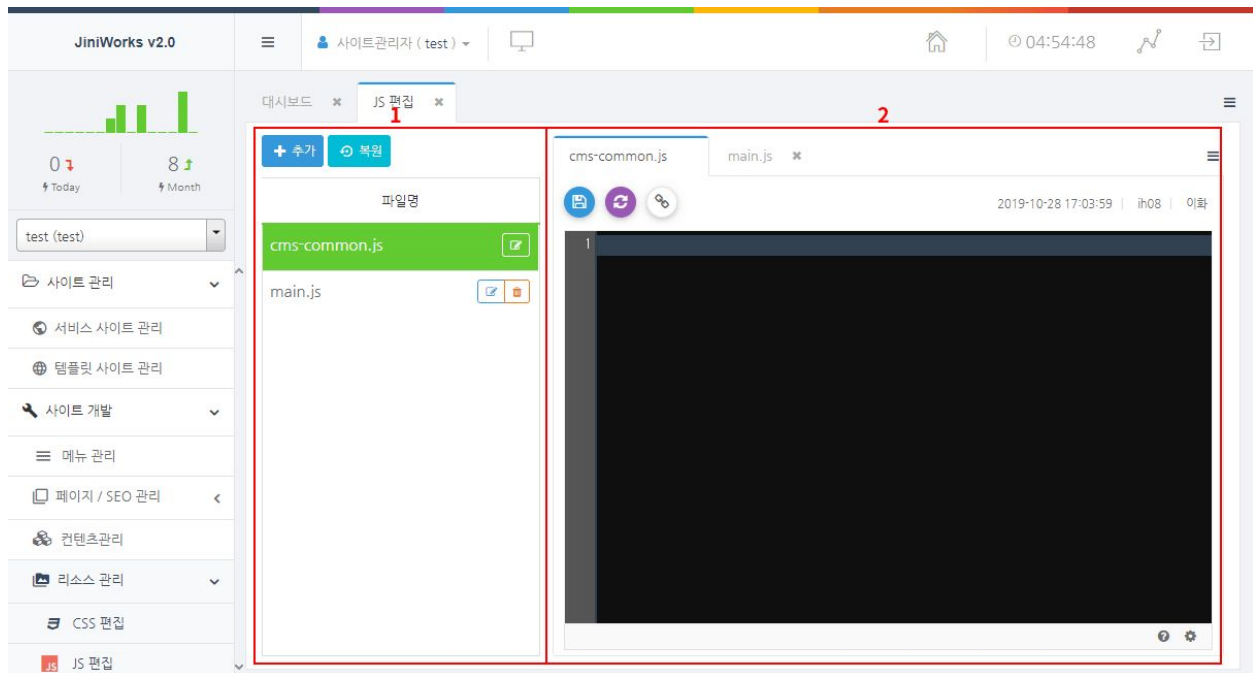 JiniWorks v2.0
사이트관리자 ( test )
04:54:48
0
Today
8
Month
test (test)
사이트 관리
서비스 사이트 관리
템플릿 사이트 관리
사이트 개발
메뉴 관리
페이지 / SEO 관리
컨텐츠관리
리소스 관리
CSS 편집
JS
JS 편집
대시보드
JS 편집
1
2
추가
복원
파일명
cms-common.js
main.js
cms-common.js
main.js
2019-10-28 17:03:59 | ih08 | 이화
1